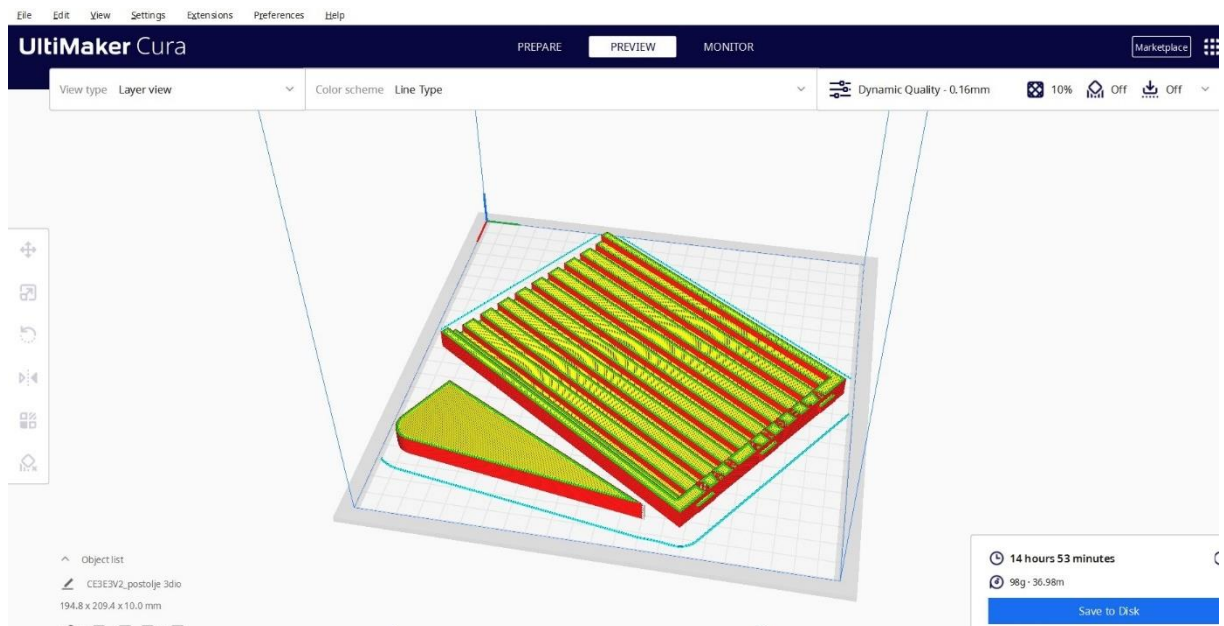 File Edit View Settings Extensions Preferences Help
UltiMaker Cura PREPARE PREVIEW MONITOR Marketplace
View type Layer view Color scheme Line Type Dynamic Quality - 0.16mm 10% Off Off
Object list
CE3E3V2_postolje 3dio
194.8 x 209.4 x 10.0 mm
14 hours 53 minutes
98g · 36.98m
Save to Disk